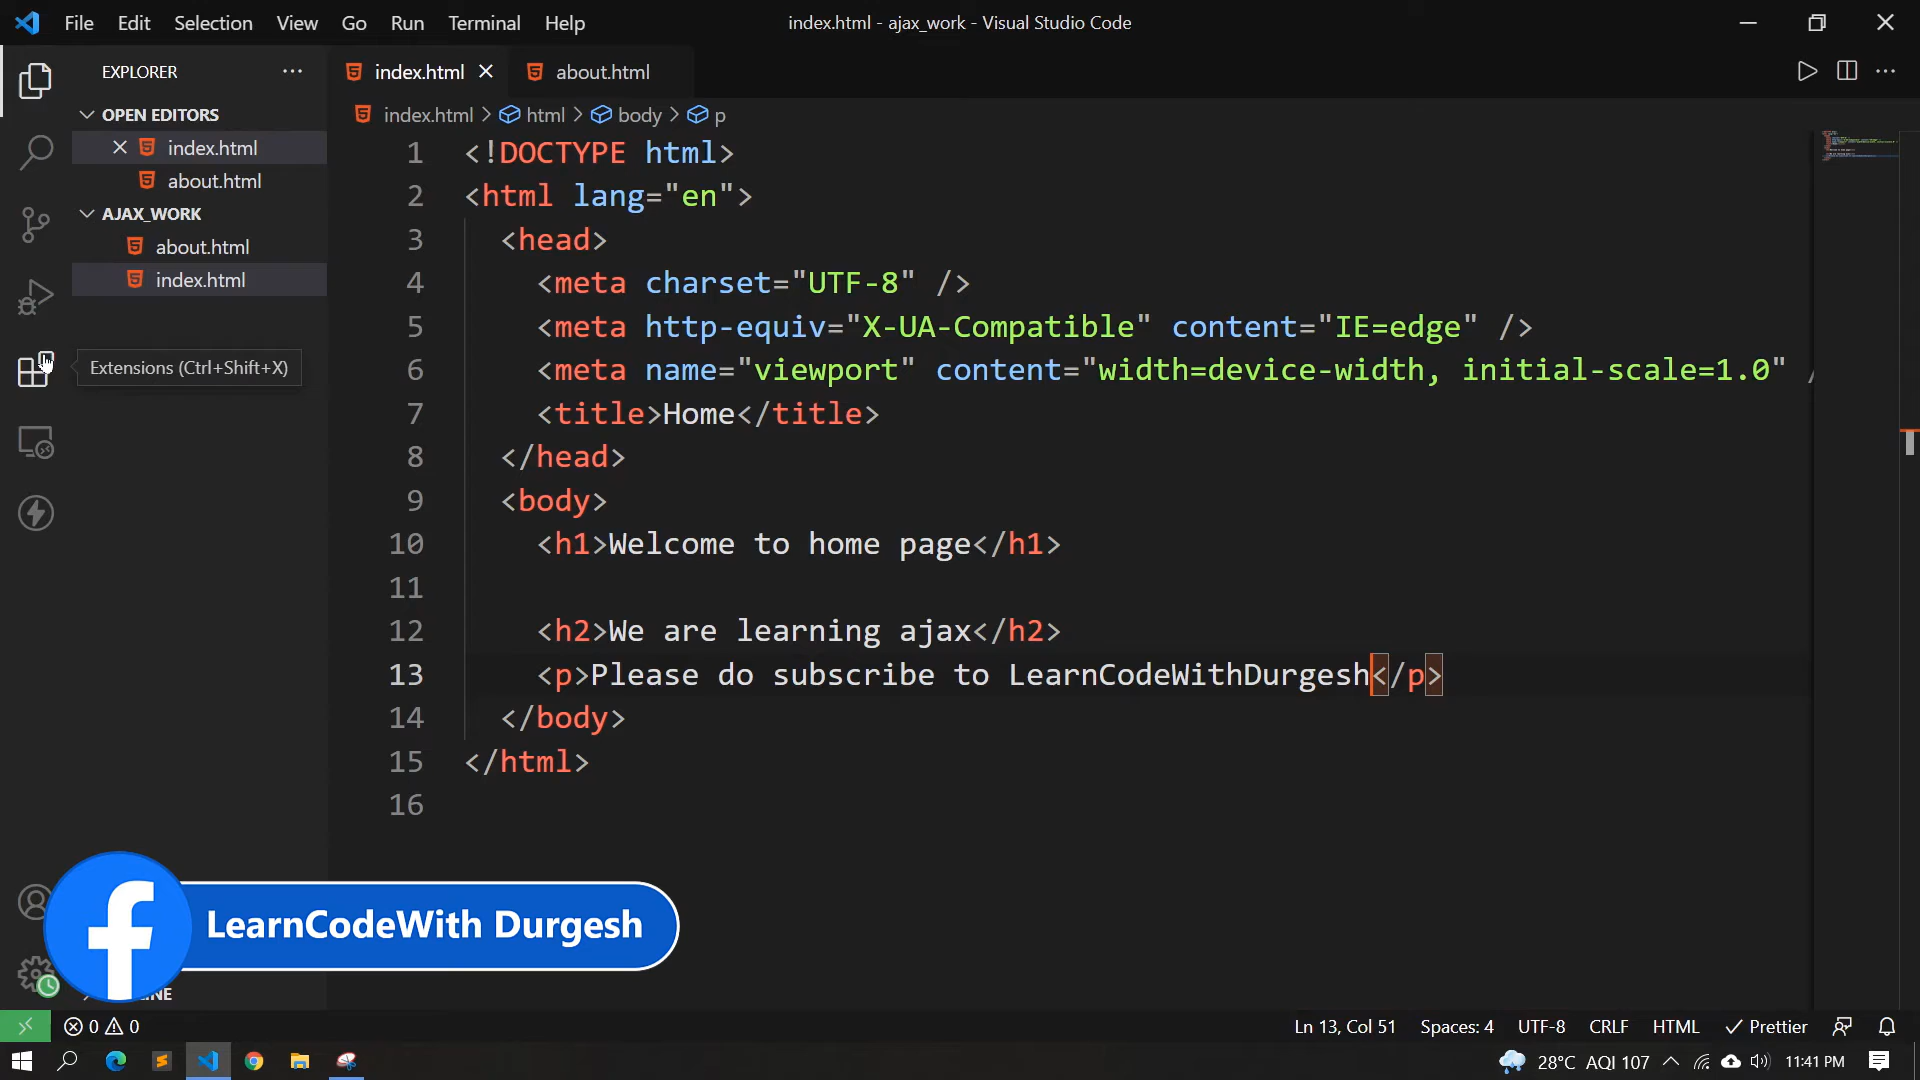 File Edit Selection View Go Run Terminal Help
index.html - ajax_work - Visual Studio Code
EXPLORER
index.html
about.html
OPEN EDITORS
index.html
about.html
AJAX_WORK
about.html
index.html
Extensions (Ctrl+Shift+X)
index.html > html > body > p
1 <!DOCTYPE html>
2 <html lang="en">
3 <head>
4 <meta charset="UTF-8" />
5 <meta http-equiv="X-UA-Compatible" content="IE=edge" />
6 <meta name="viewport" content="width=device-width, initial-scale=1.0" /
7 <title>Home</title>
8 </head>
9 <body>
10 <h1>Welcome to home page</h1>
11
12 <h2>We are learning ajax</h2>
13 <p>Please do subscribe to LearnCodeWithDurgesh</p>
14 </body>
15 </html>
16
f LearnCodeWith Durgesh
0 0
Ln 13, Col 51 Spaces: 4 UTF-8 CRLF HTML Prettier
28°C AQI 107 11:41 PM